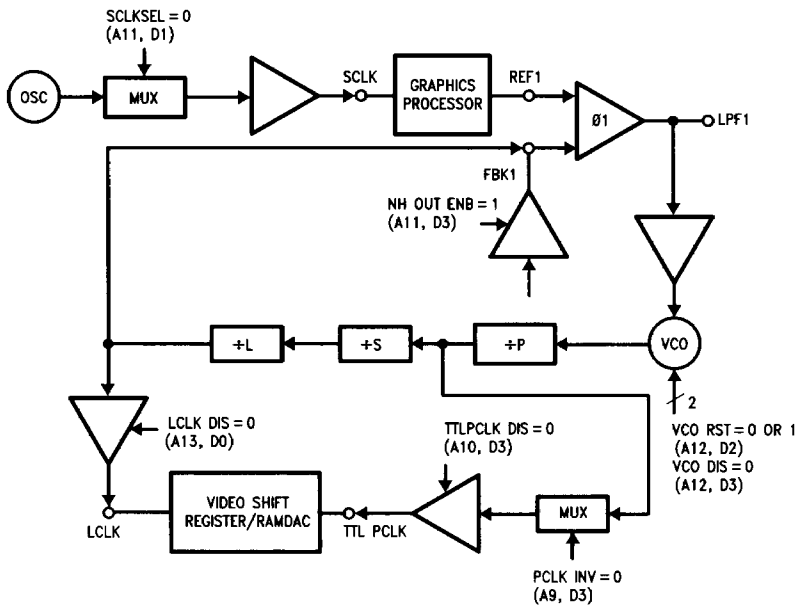 SCLKSEL = 0
(A11, D1)
OSC
MUX
SCLK
GRAPHICS
PROCESSOR
REF1
Ø1
LPF1
FBK1
NH OUT ENB = 1
(A11, D3)
÷L
÷S
÷P
VCO
2
VCO RST = 0 OR 1
(A12, D2)
VCO DIS = 0
(A12, D3)
LCLK DIS = 0
(A13, D0)
TTLPCLK DIS = 0
(A10, D3)
LCLK
VIDEO SHIFT
REGISTER/RAMDAC
TTL PCLK
MUX
PCLK INV = 0
(A9, D3)